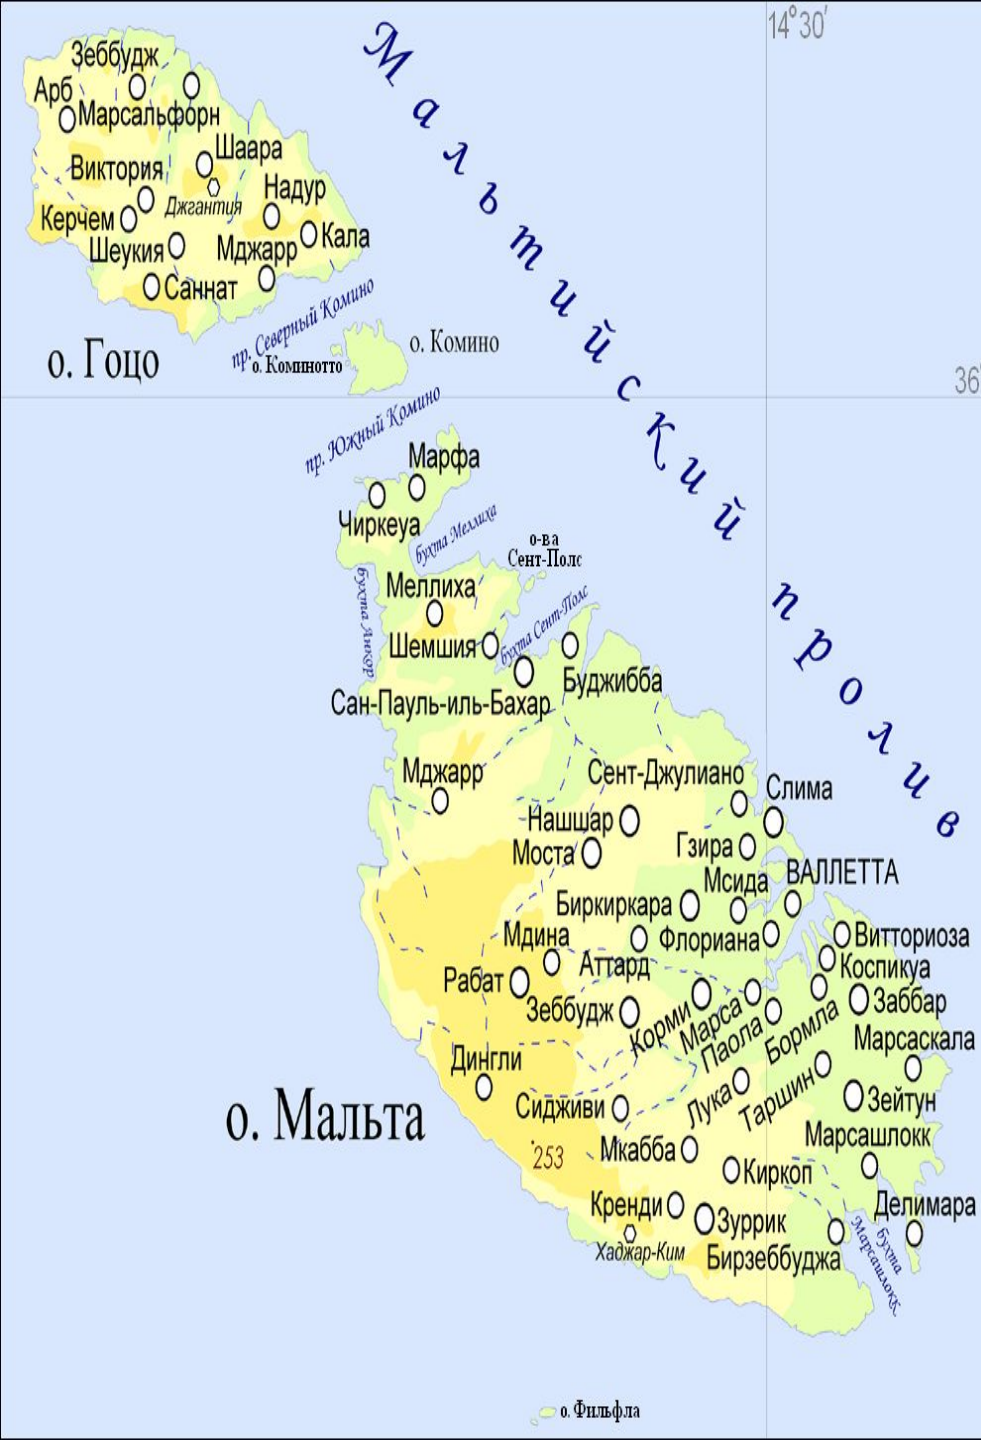 14°30′
Мальтийский пролив
Зеббудж
Арб
Марсальфорн
Шаара
Виктория
Джгантия
Надур
Керчем
Шеукия
Мджарр
Кала
Саннат
пр. Северный Комино
о. Гоцо
о. Коминотто
о. Комино
36
пр. Южный Комино
Марфа
Чиркеуа
бухта Меллиха
о-ва
Сент-Полс
бухта Анкор
Меллиха
Шемшия
бухта Сент-Полс
Сан-Пауль-иль-Бахар
Буджибба
Мджарр
Сент-Джулиано
Слима
Нашшар
Моста
Гзира
Мсида
ВАЛЛЕТТА
Биркиркара
Флориана
Витториоза
Мдина
Аттард
Коспикуа
Рабат
Зеббудж
Корми
Марса
Паола
Бормла
Заббар
Марсаскала
Дингли
о. Мальта
Сидживи
Лука
Таршин
Зейтун
253
Мкабба
Марсашлокк
Киркоп
Кренди
Зуррик
Делимара
Хаджар-Ким
Бирзеббуджа
бухта
Марсашлокк
о. Фильфла